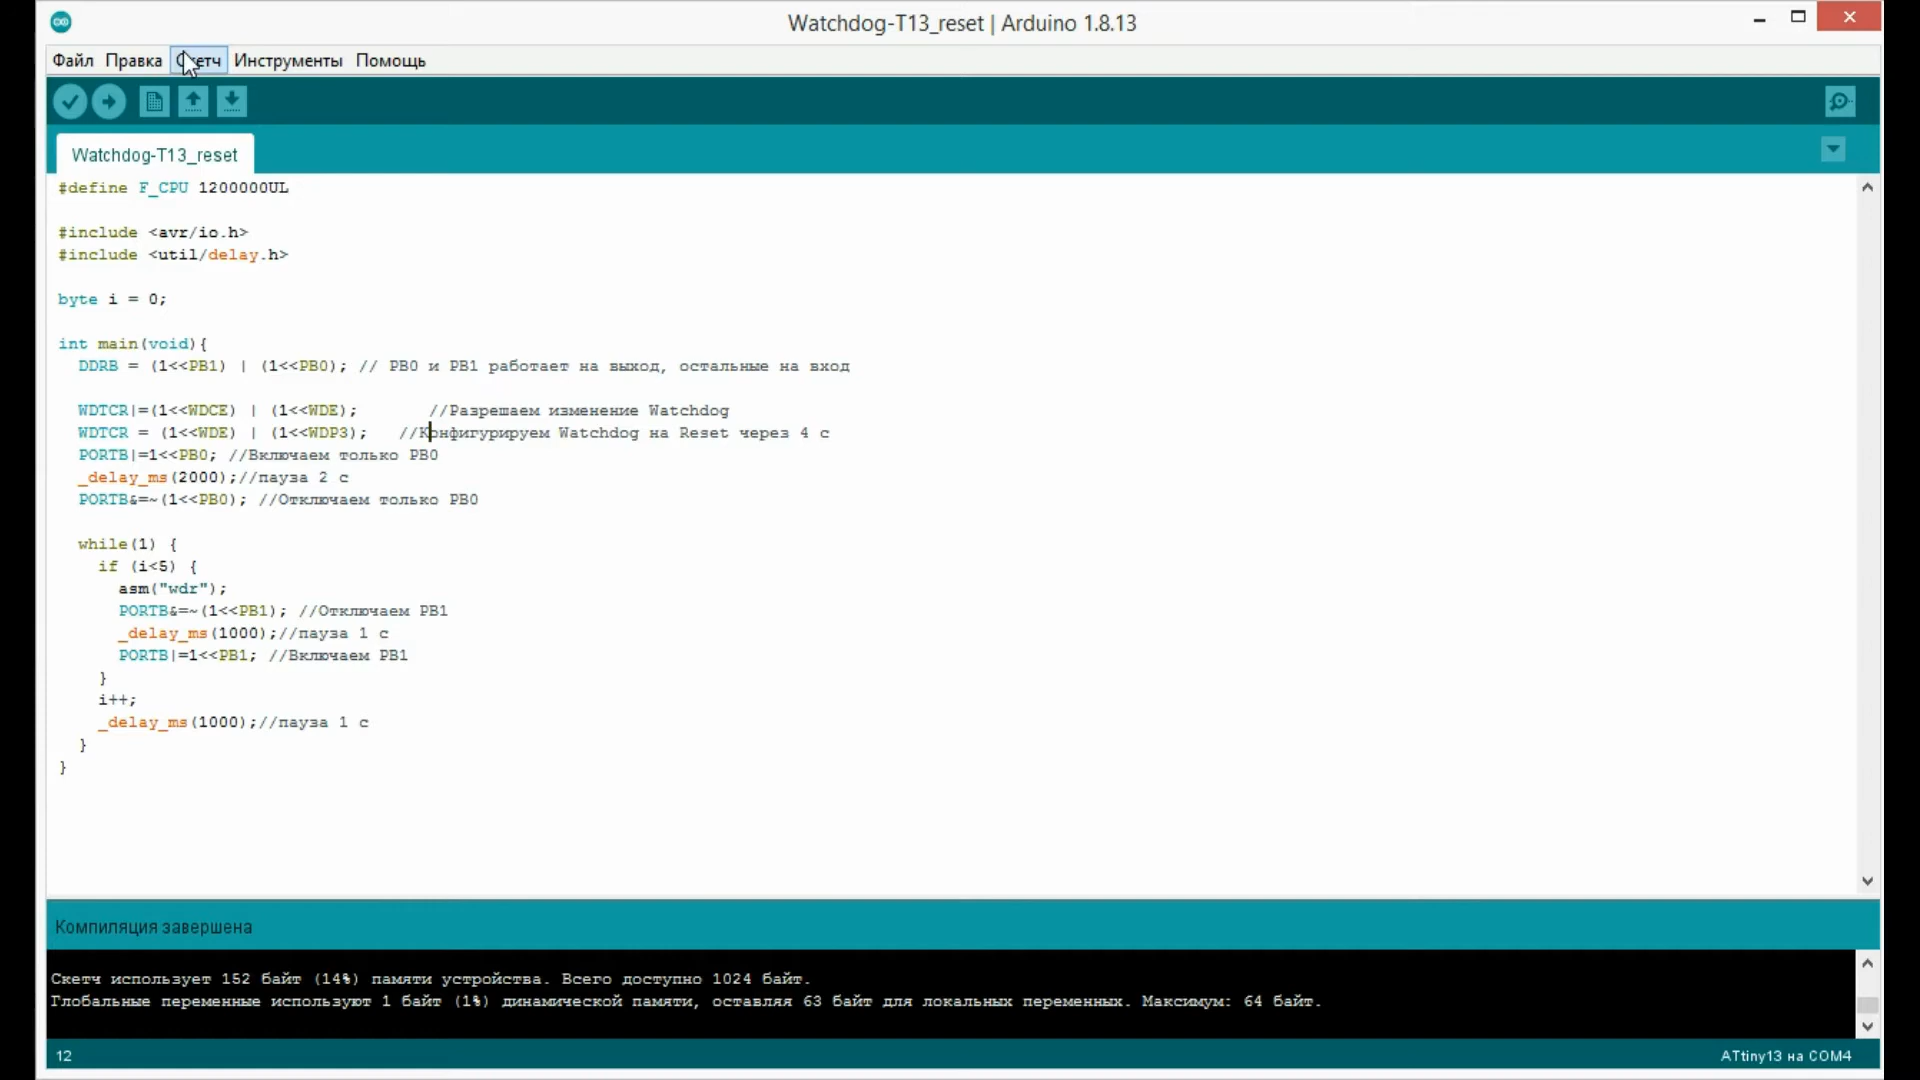 Watchdog-T13_reset | Arduino 1.8.13
Файл Правка Скетч Инструменты Помощь
Watchdog-T13_reset
#define F_CPU 1200000UL
#include <avr/io.h>
#include <util/delay.h>
byte i = 0;
int main(void){
DDRB = (1<<PB1) | (1<<PB0); // PB0 и PB1 работает на выход, остальные на вход
WDTCR|=(1<<WDCE) | (1<<WDE); //Разрешаем изменение Watchdog
WDTCR = (1<<WDE) | (1<<WDP3); //Конфигурируем Watchdog на Reset через 4 с
PORTB|=1<<PB0; //Включаем только PB0
_delay_ms(2000);//пауза 2 с
PORTB&=~(1<<PB0); //Отключаем только PB0
while(1) {
if (i<5) {
asm("wdr");
PORTB&=~(1<<PB1); //Отключаем PB1
_delay_ms(1000);//пауза 1 с
PORTB|=1<<PB1; //Включаем PB1
}
i++;
_delay_ms(1000);//пауза 1 с
}
}
Компиляция завершена
Скетч использует 152 байт (14%) памяти устройства. Всего доступно 1024 байт.
Глобальные переменные используют 1 байт (1%) динамической памяти, оставляя 63 байт для локальных переменных. Максимум: 64 байт.
12
ATtiny13 на COM4